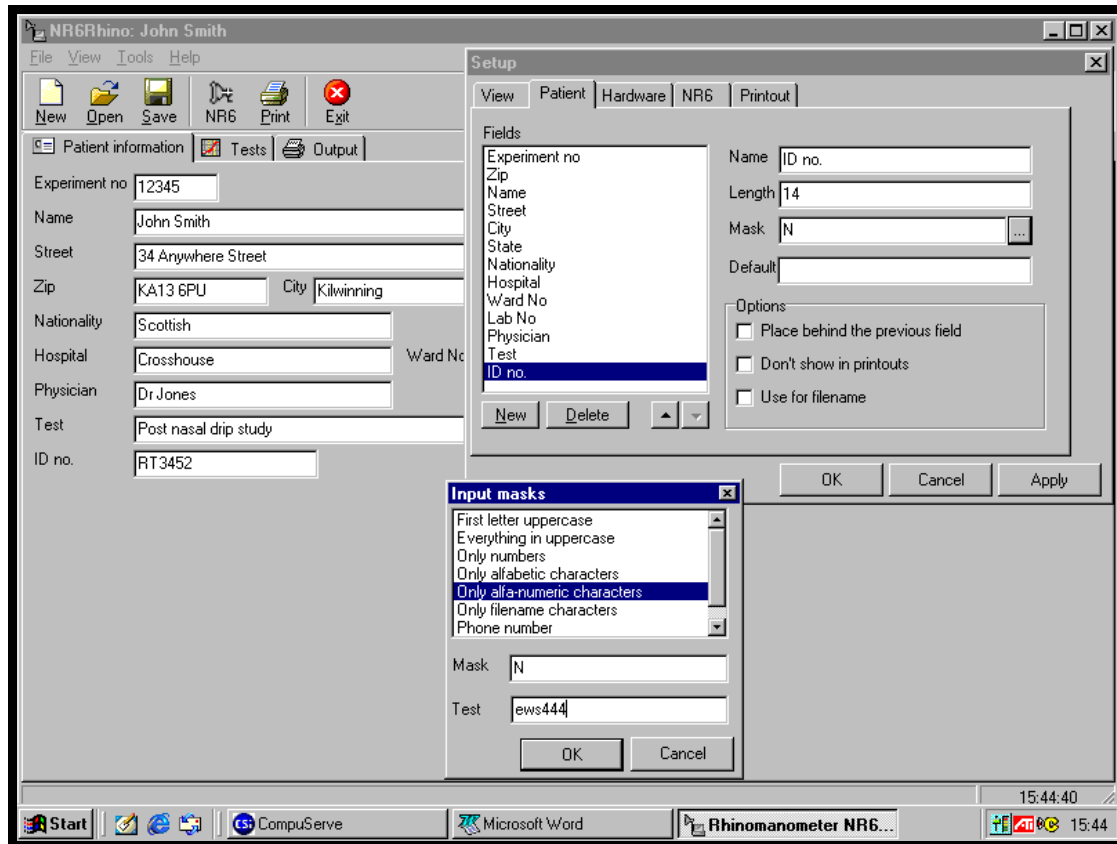 NR6Rhino: John Smith
File View Tools Help
New Open Save NR6 Print Exit
Patient information Tests Output
Experiment no 12345
Name John Smith
Street 34 Anywhere Street
Zip KA13 6PU City Kilwinning
Nationality Scottish
Hospital Crosshouse Ward No
Physician Dr Jones
Test Post nasal drip study
ID no. RT3452
Setup
View Patient Hardware NR6 Printout
Fields
Experiment no
Zip
Name
Street
City
State
Nationality
Hospital
Ward No
Lab No
Physician
Test
ID no.
New Delete
Name ID no.
Length 14
Mask N ...
Default
Options
Place behind the previous field
Don't show in printouts
Use for filename
OK Cancel Apply
Input masks
First letter uppercase
Everything in uppercase
Only numbers
Only alfabetic characters
Only alfa-numeric characters
Only filename characters
Phone number
Mask N
Test ews444
OK Cancel
15:44:40
Start CSi CompuServe Microsoft Word Rhinomanometer NR6... ATI 15:44